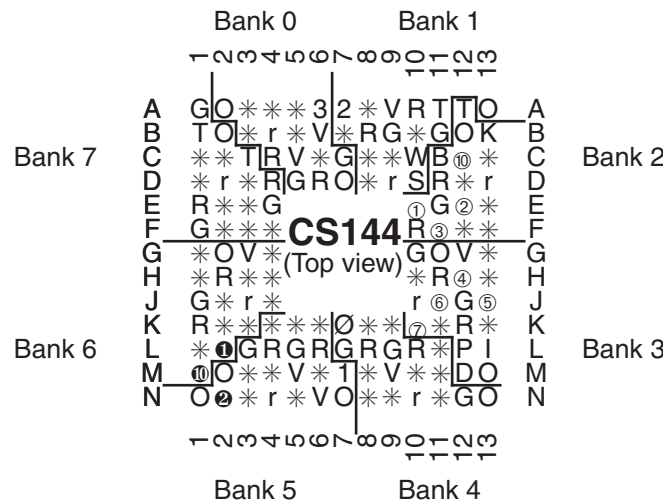 Bank 0 Bank 1
1 2 3 4 5 6 7 8 9 10 11 12 13
A G O ✳ ✳ ✳ 3 2 ✳ V R T T O A
B T O ✳ r ✳ V ✳ R G ✳ G O K B
Bank 7 C ✳ ✳ T R V ✳ G ✳ ✳ W B ⑩ ✳ C Bank 2
D ✳ r ✳ R G R O ✳ r S R ✳ r D
E R ✳ ✳ G ① G ② ✳ E
F G ✳ ✳ ✳ CS144 R ③ ✳ ✳ F
G ✳ O V ✳ (Top view) G O V ✳ G
H ✳ R ✳ ✳ ✳ R ④ ✳ H
J G ✳ r ✳ r ⑥ G ⑤ J
K R ✳ ✳ ✳ ✳ ✳ Ø ✳ ✳ ⑦ ✳ R ✳ K
Bank 6 L ✳ ❶ G R G R G R G R ✳ P I L Bank 3
M ❿ O ✳ ✳ V ✳ 1 ✳ V ✳ ✳ D O M
N O ❷ ✳ r ✳ V O ✳ ✳ r ✳ G O N
1 2 3 4 5 6 7 8 9 10 11 12 13
Bank 5 Bank 4